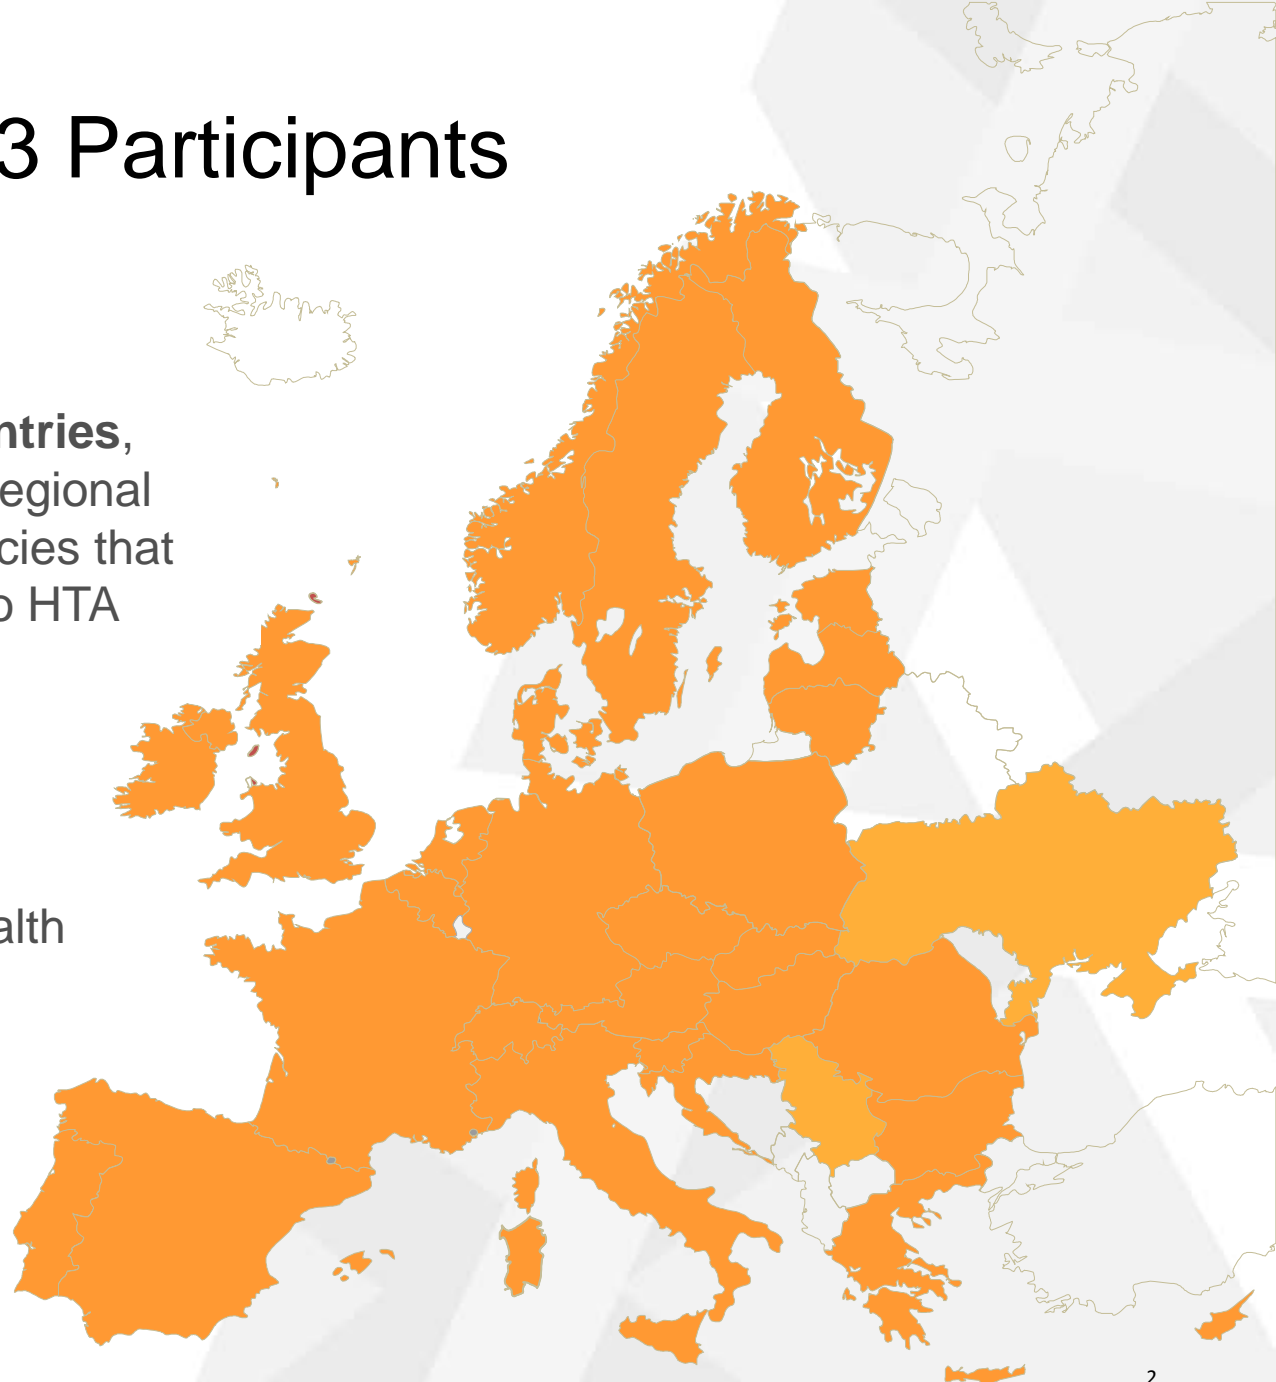 3 Participants
ntries,
egional
cies that
o HTA
alth
2